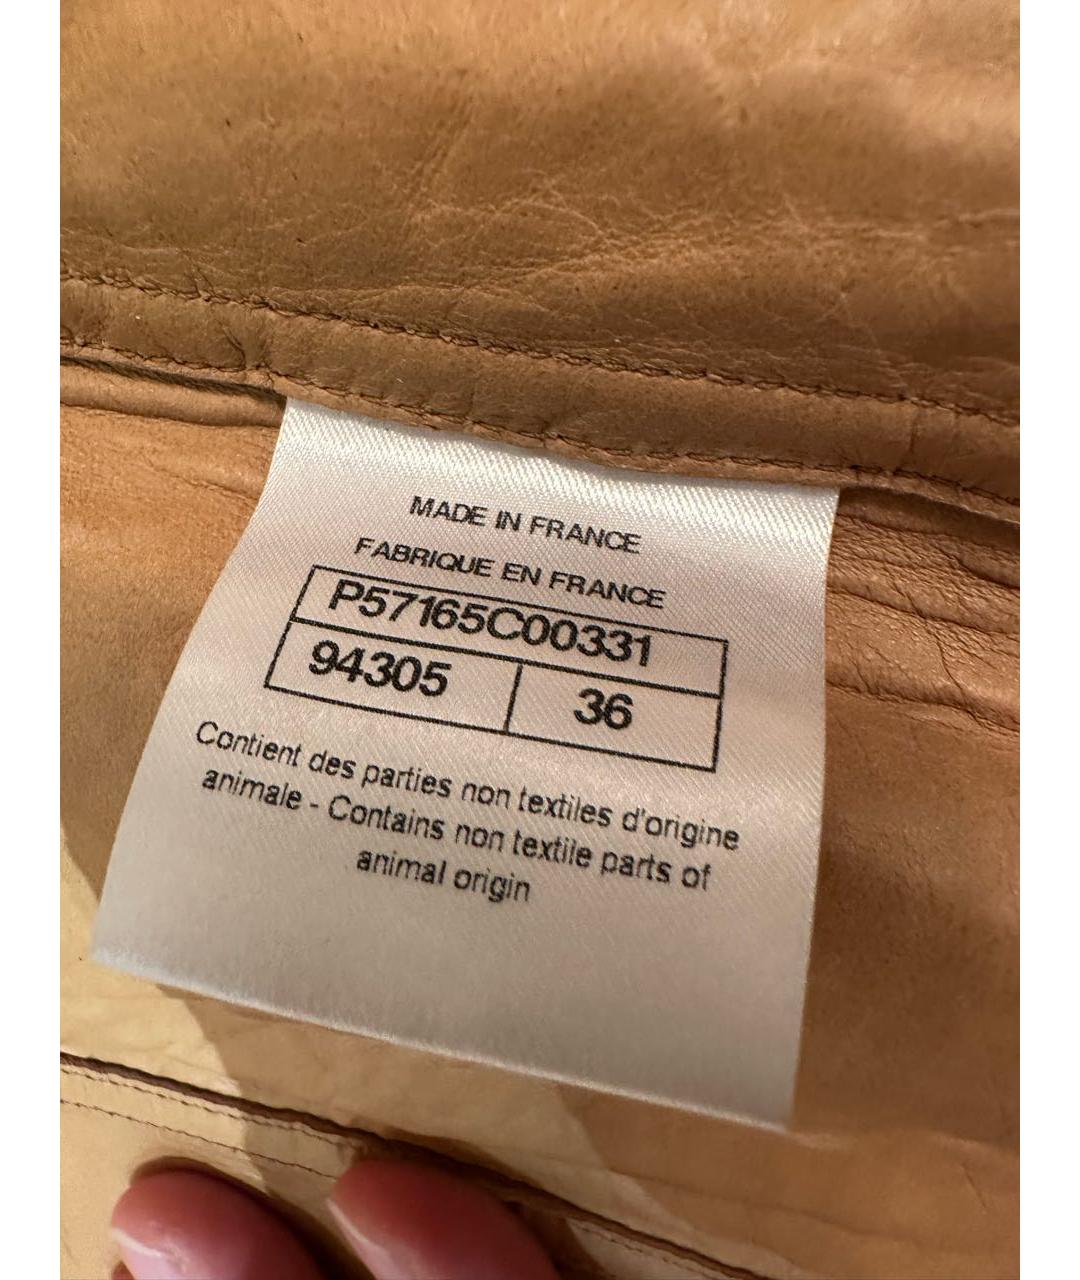 MADE IN FRANCE
FABRIQUE EN FRANCE
P57165C00331
94305 36
Contient des parties non textiles d'origine
animale - Contains non textile parts of
animal origin